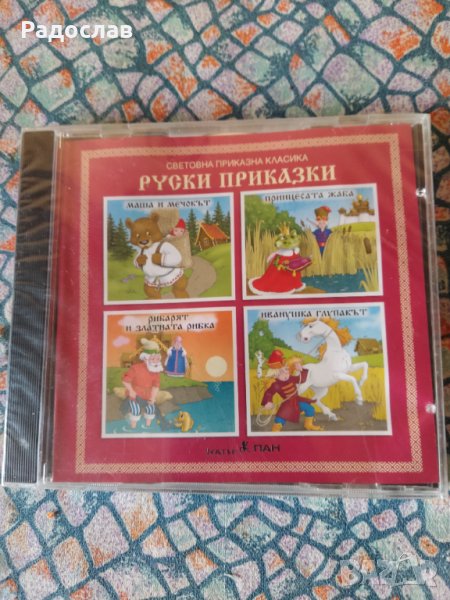 Радослав
СВЕТОВНА ПРИКАЗНА КЛАСИКА
РУСКИ ПРИКАЗКИ
МАША И МЕЧОКЪТ
ПРИНЦЕСАТА ЖАБА
РИБАРЯТ
И ЗЛАТНАТА РИБКА
ИВАНУШКА ГЛУПАКЪТ
ПАН